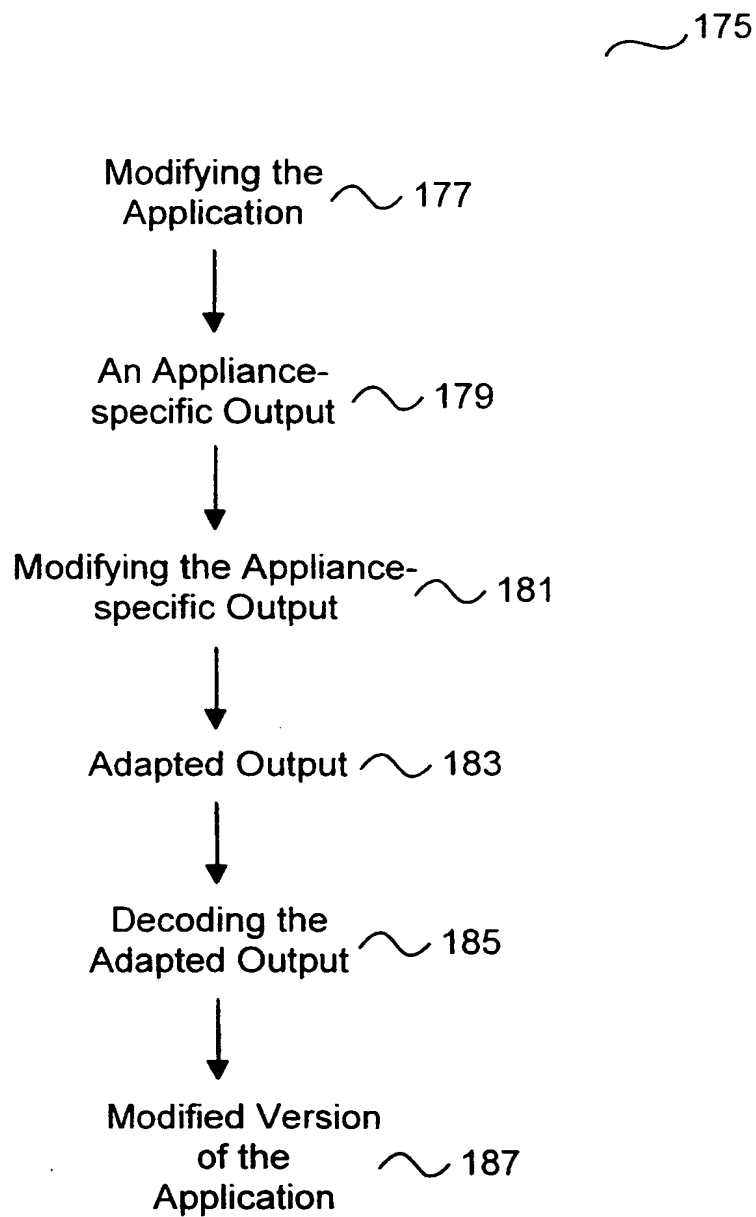 175
Modifying the
Application
177
An Appliance-
specific Output
179
Modifying the Appliance-
specific Output
181
Adapted Output
183
Decoding the
Adapted Output
185
Modified Version
of the
Application
187